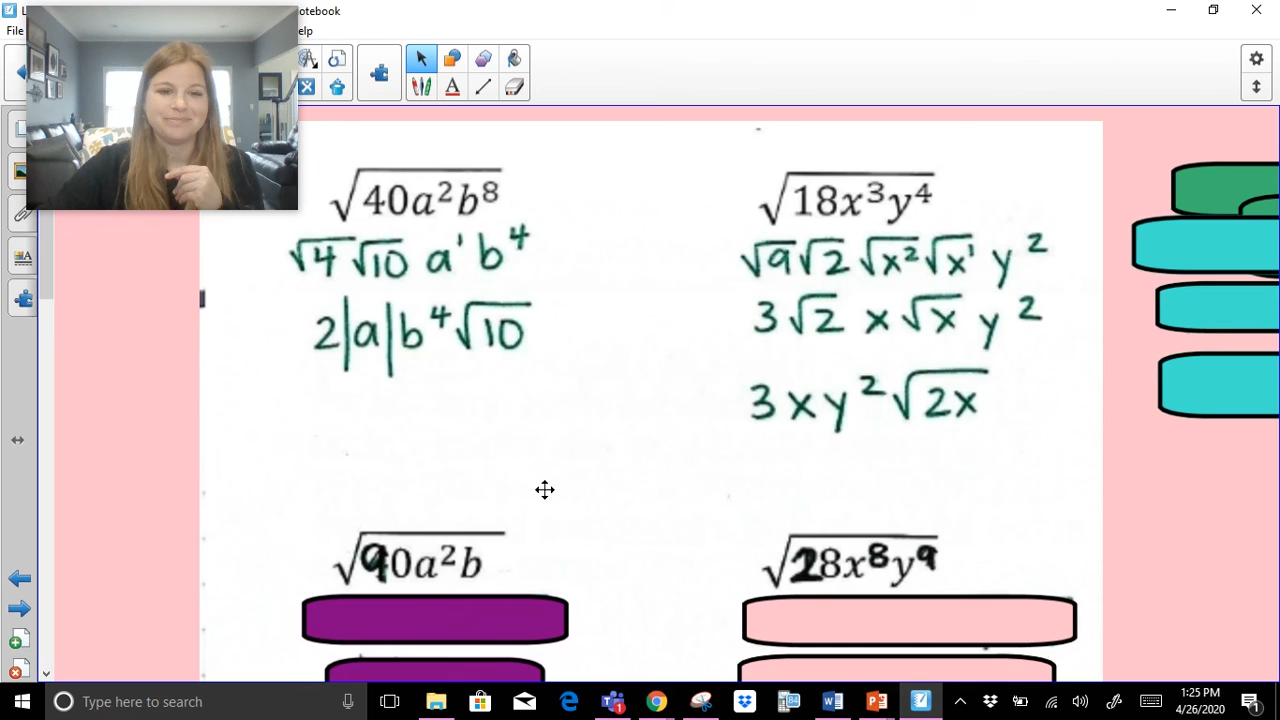 L
otebook
File
elp
√40a²b⁸
√4 √10 a¹ b⁴
2|a|b⁴√10
√18x³y⁴
√9 √2 √x² √x¹ y²
3√2 x√x y²
3xy²√2x
√90a²b
√28x⁸y⁹
Type here to search
1:25 PM
4/26/2020